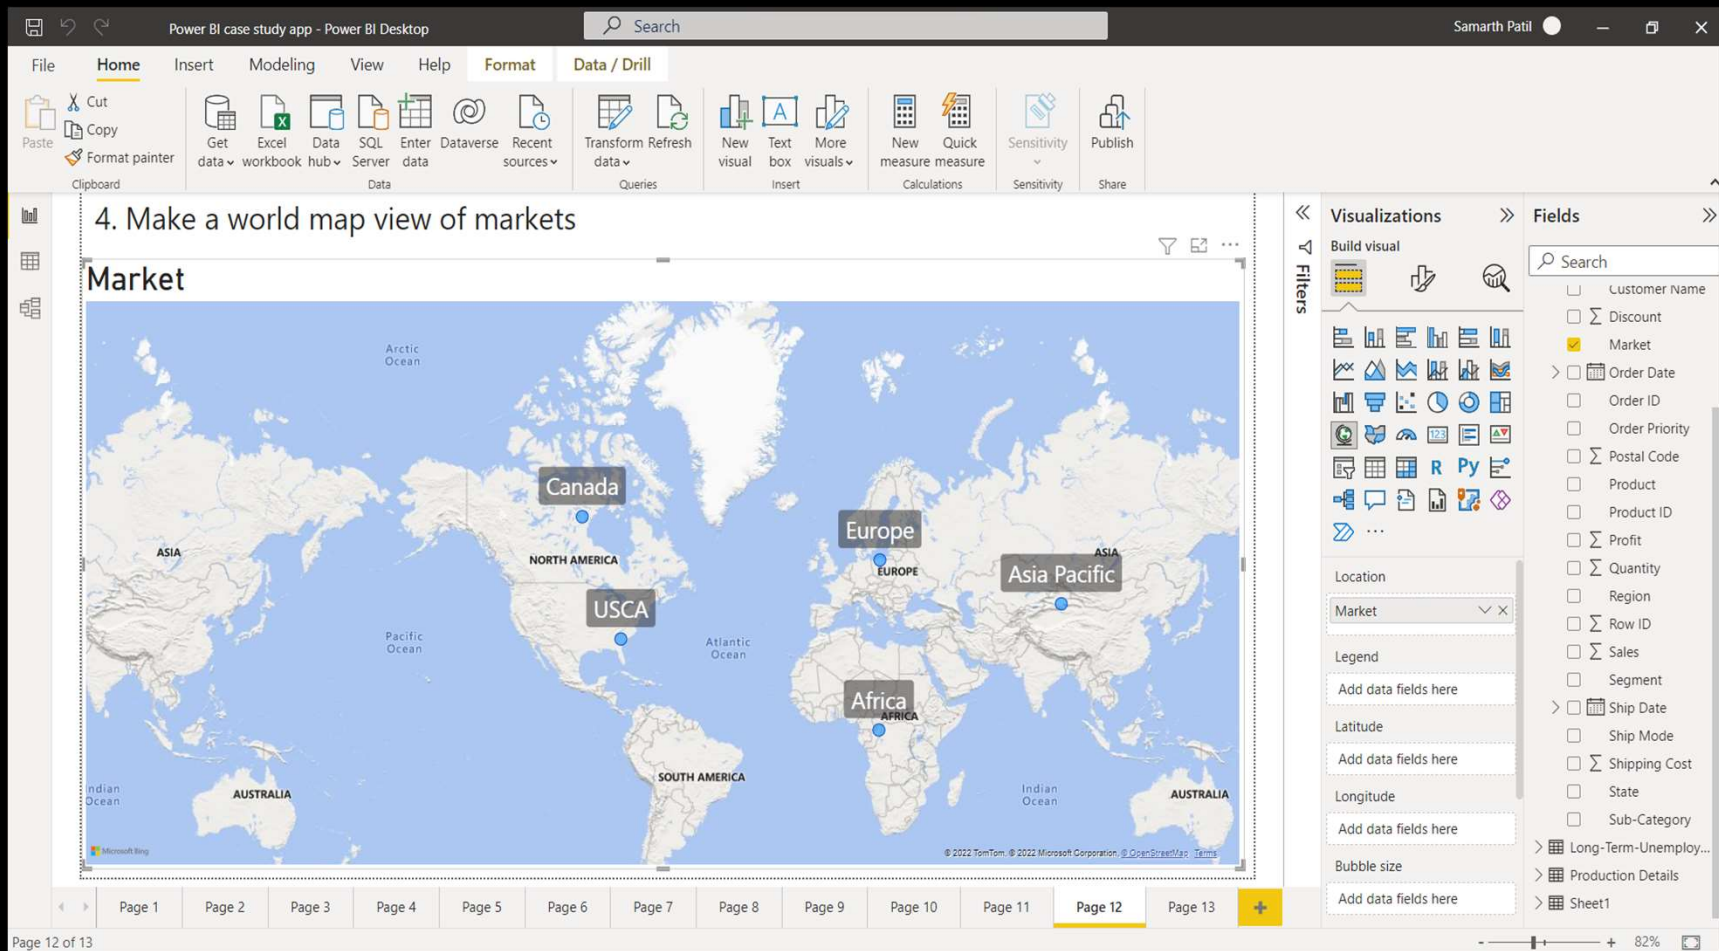 Power BI case study app - Power BI Desktop
Search
Samarth Patil
File Home Insert Modeling View Help Format Data / Drill
Paste
Cut
Copy
Format painter
Clipboard
Get data
Excel workbook
Data hub
SQL Server
Enter data
Dataverse
Recent sources
Data
Transform data
Refresh
Queries
New visual
Text box
More visuals
Insert
New measure
Quick measure
Calculations
Sensitivity
Sensitivity
Publish
Share
4. Make a world map view of markets
Market
Arctic
Ocean
Canada
ASIA
NORTH AMERICA
Europe
EUROPE
ASIA
Asia Pacific
USCA
Pacific
Ocean
Atlantic
Ocean
Africa
AFRICA
SOUTH AMERICA
Indian
Ocean
AUSTRALIA
Indian
Ocean
AUSTRALIA
Microsoft Bing
© 2022 TomTom, © 2022 Microsoft Corporation, © OpenStreetMap Terms
Filters
Visualizations
Build visual
123
R Py
Location
Market
Legend
Add data fields here
Latitude
Add data fields here
Longitude
Add data fields here
Bubble size
Add data fields here
Fields
Search
Customer Name
Discount
Market
Order Date
Order ID
Order Priority
Postal Code
Product
Product ID
Profit
Quantity
Region
Row ID
Sales
Segment
Ship Date
Ship Mode
Shipping Cost
State
Sub-Category
Long-Term-Unemploy...
Production Details
Sheet1
Page 1 Page 2 Page 3 Page 4 Page 5 Page 6 Page 7 Page 8 Page 9 Page 10 Page 11 Page 12 Page 13
Page 12 of 13
82%